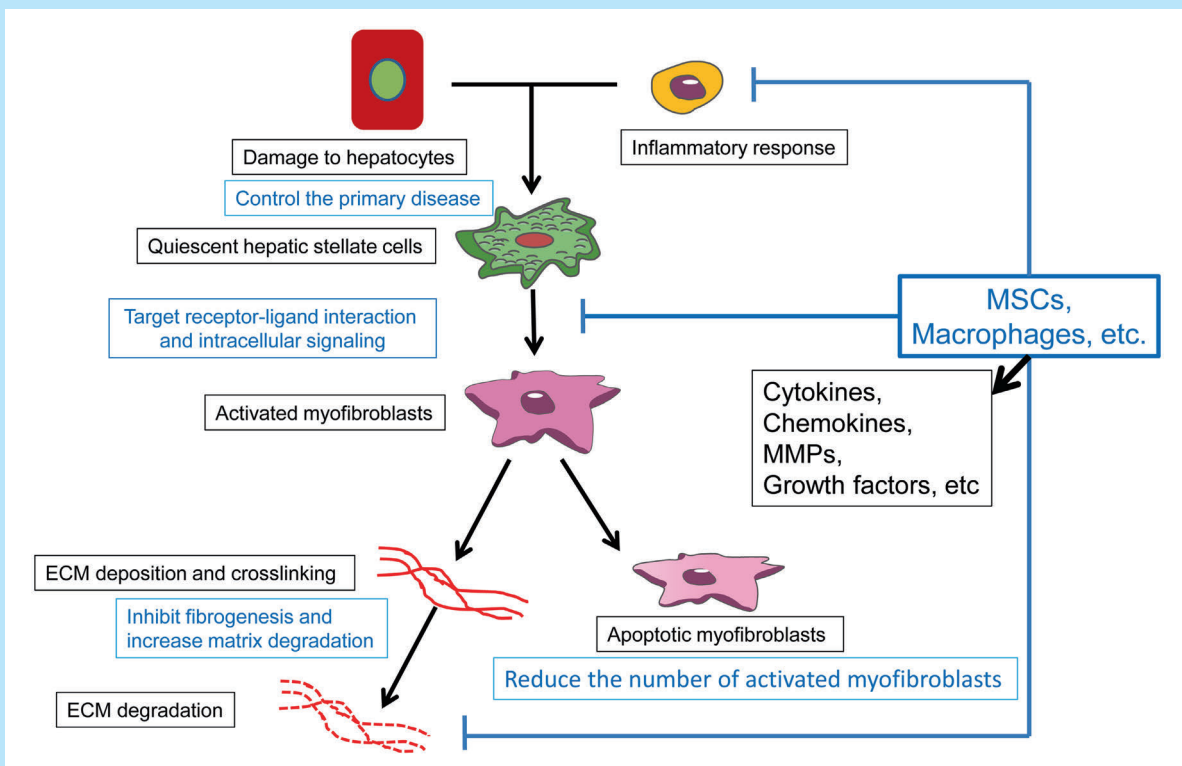 Damage to hepatocytes
Inflammatory response
Control the primary disease
Quiescent hepatic stellate cells
Target receptor-ligand interaction
and intracellular signaling
MSCs,
Macrophages, etc.
Activated myofibroblasts
Cytokines,
Chemokines,
MMPs,
Growth factors, etc
ECM deposition and crosslinking
Inhibit fibrogenesis and
increase matrix degradation
Apoptotic myofibroblasts
Reduce the number of activated myofibroblasts
ECM degradation